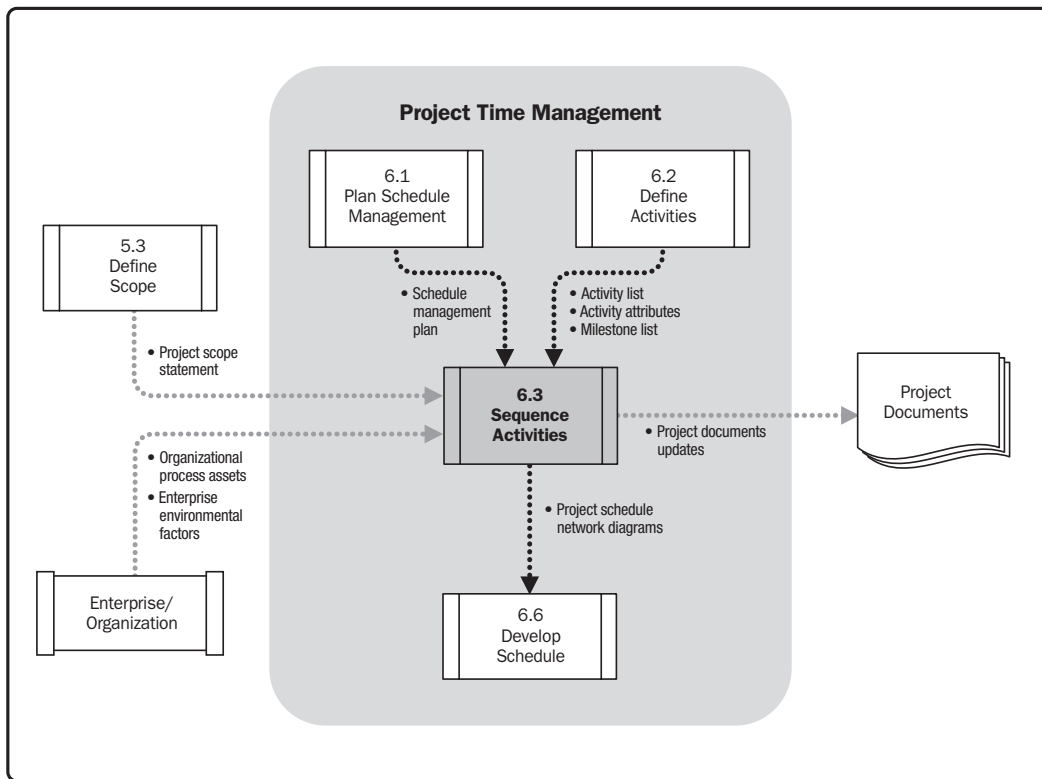 Project Time Management
6.1
Plan Schedule
Management
6.2
Define
Activities
5.3
Define
Scope
• Schedule
management
plan
• Activity list
• Activity attributes
• Milestone list
• Project scope
statement
6.3
Sequence
Activities
Project
Documents
• Project documents
updates
• Organizational
process assets
• Enterprise
environmental
factors
• Project schedule
network diagrams
Enterprise/
Organization
6.6
Develop
Schedule